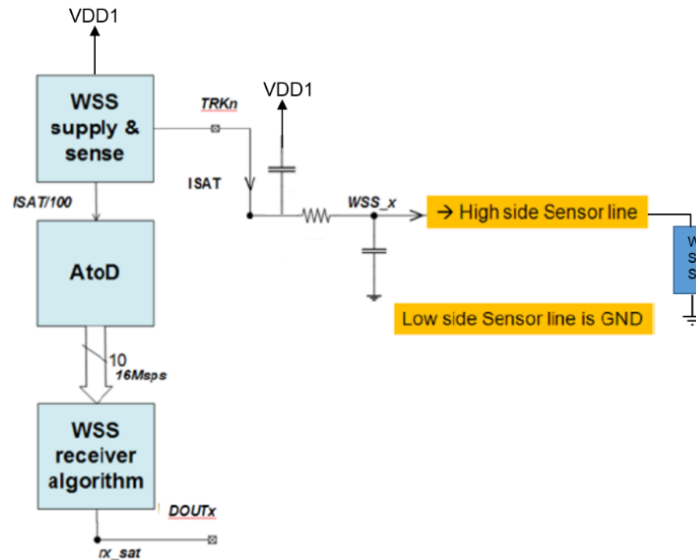 VDD1
WSS
supply &
sense
TRKn
VDD1
ISAT
ISAT/100
WSS_x
→ High side Sensor line
W
S
S
AtoD
Low side Sensor line is GND
10
16Msps
WSS
receiver
algorithm
DOUTx
rx_sat